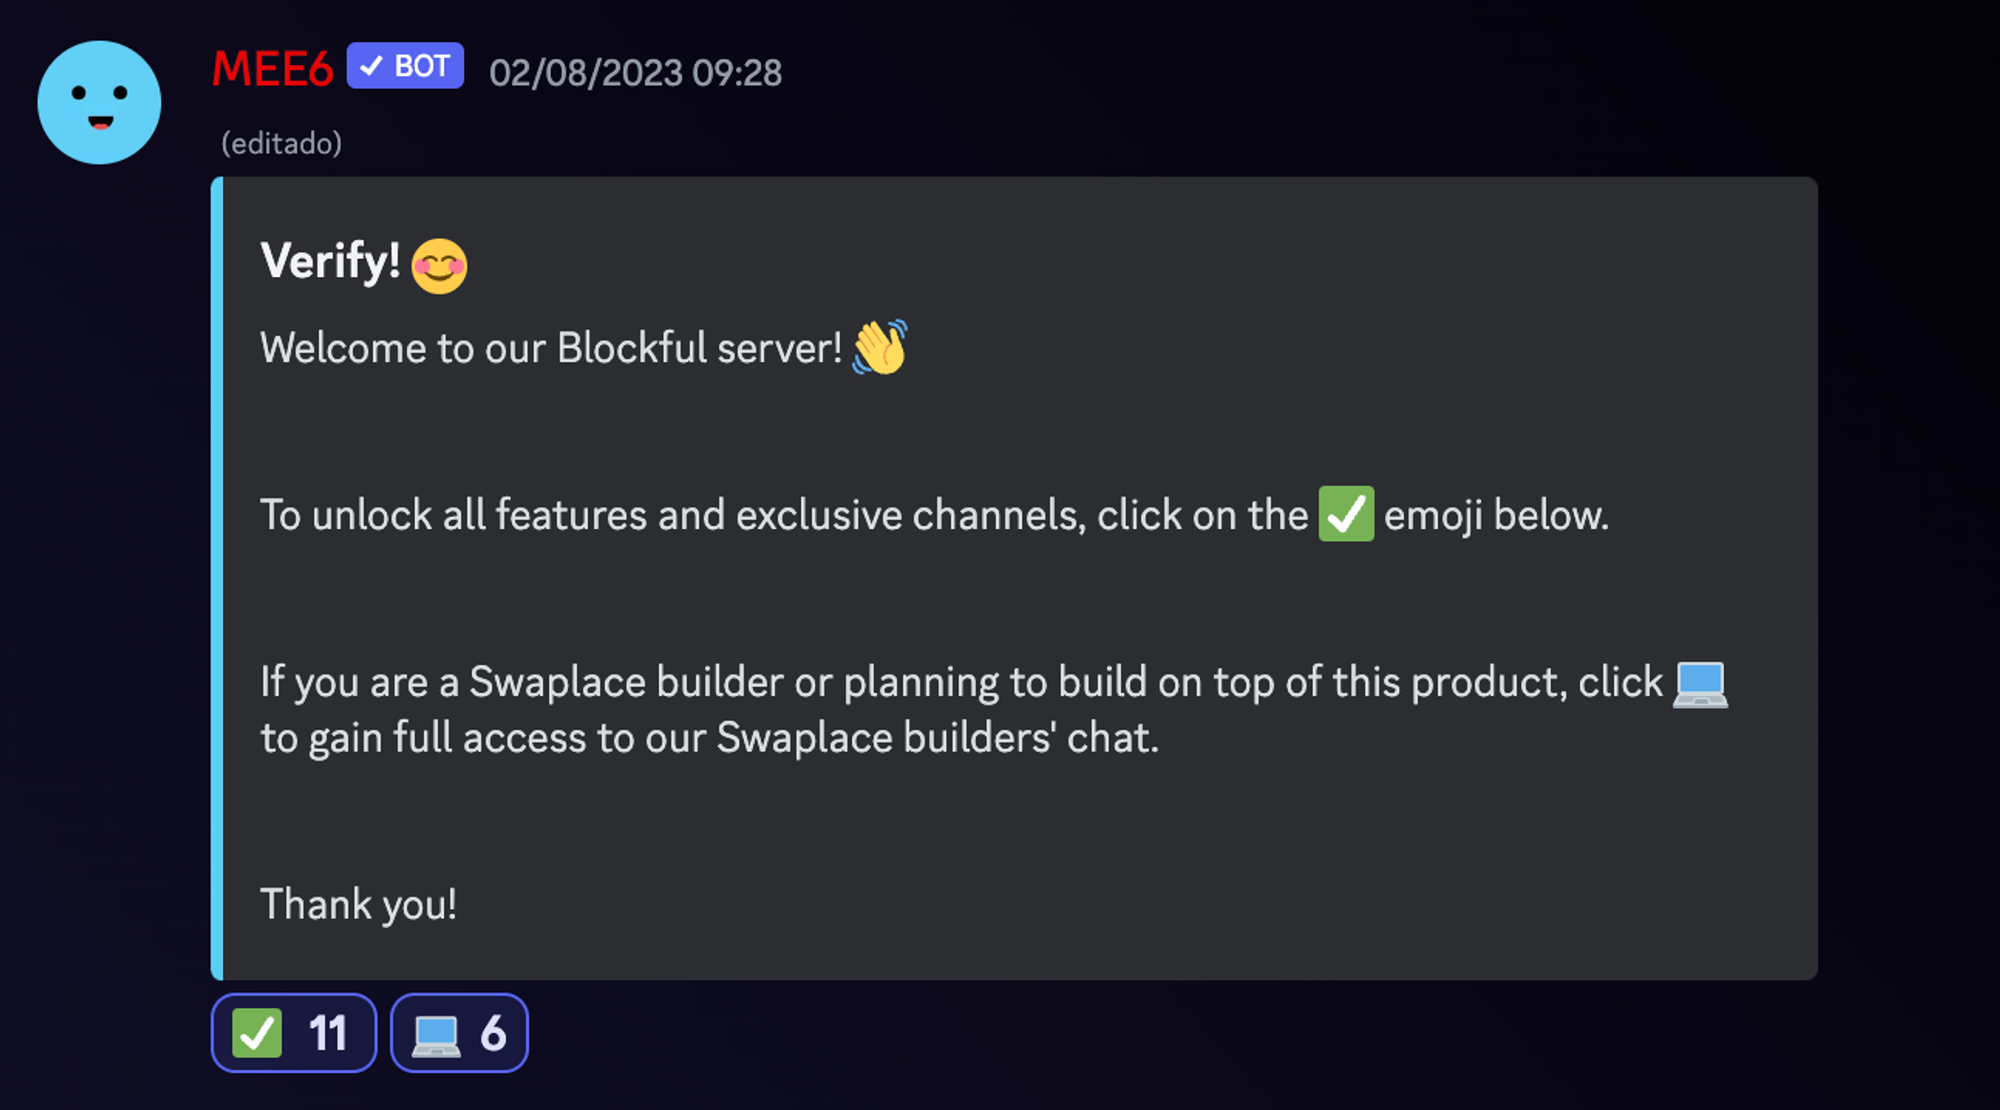 MEE6 ✓ BOT 02/08/2023 09:28
(editado)
Verify! 😊
Welcome to our Blockful server! 👋
To unlock all features and exclusive channels, click on the ✅ emoji below.
If you are a Swaplace builder or planning to build on top of this product, click 💻
to gain full access to our Swaplace builders' chat.
Thank you!
✅ 11 💻 6